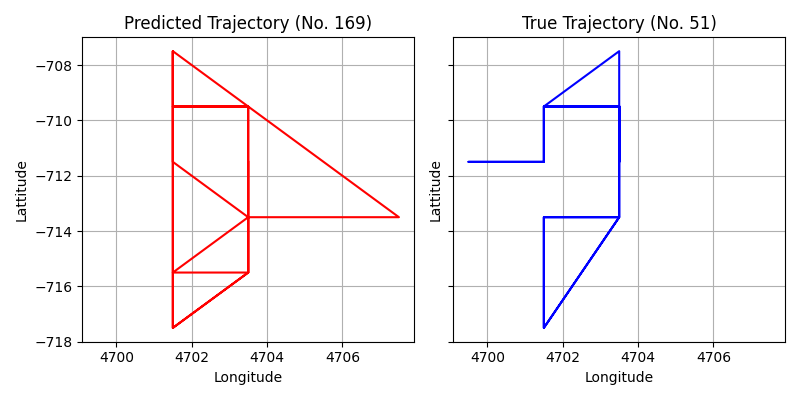 Predicted Trajectory (No. 169)
−708
−710
−712
−714
−716
−718
Lattitude
4700 4702 4704 4706
Longitude
True Trajectory (No. 51)
Lattitude
4700 4702 4704 4706
Longitude